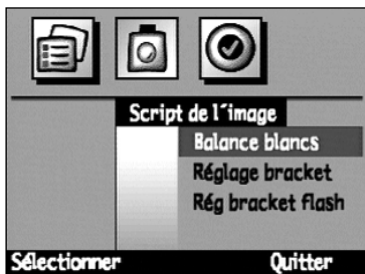 Script de l´image
Balance blancs
Réglage bracket
Rég bracket flash
Sélectionner Quitter